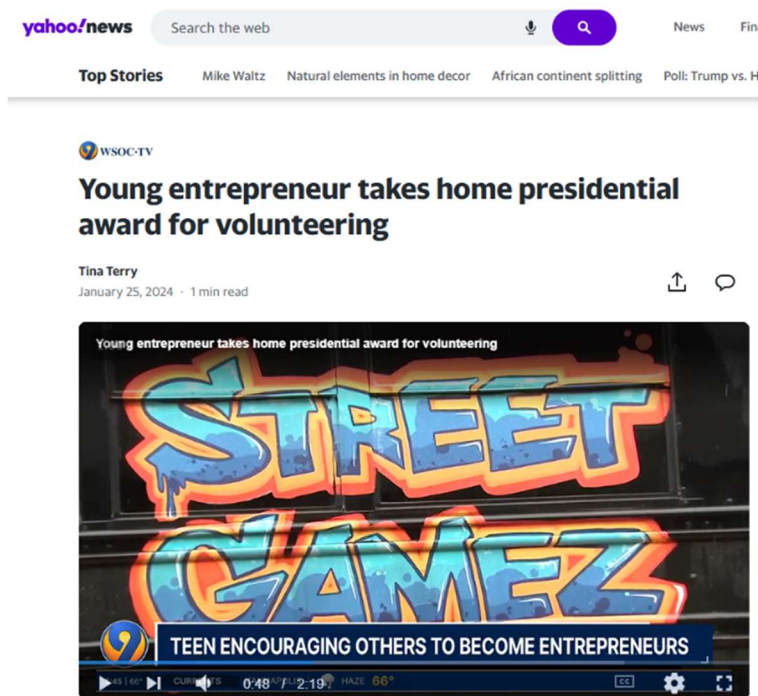 yahoo!news
Search the web
News
Fin
Top Stories
Mike Waltz
Natural elements in home decor
African continent splitting
Poll: Trump vs. H
9 WSOC-TV
Young entrepreneur takes home presidential
award for volunteering
Tina Terry
January 25, 2024 · 1 min read
Young entrepreneur takes home presidential award for volunteering
STREET
GAMEZ
9
TEEN ENCOURAGING OTHERS TO BECOME ENTREPRENEURS
0:48 / 2:19
HAZE 66°
CC